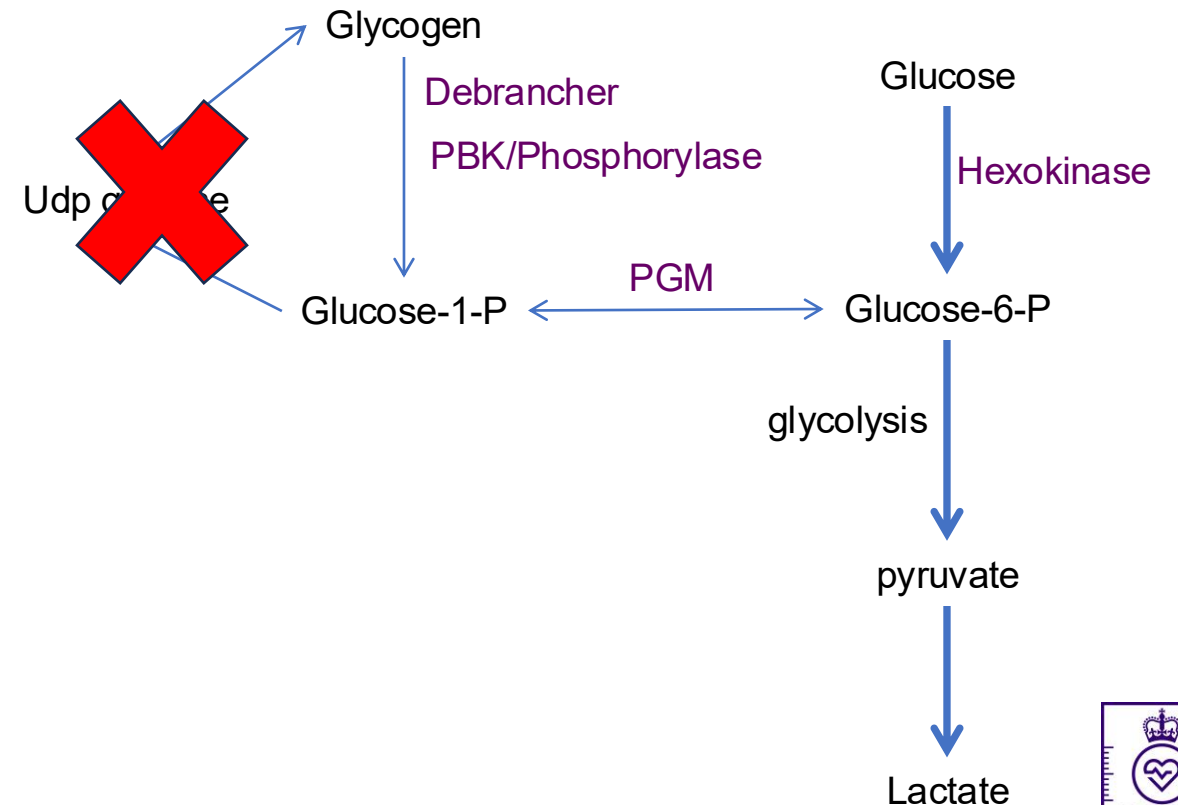 Glycogen
Debrancher
PBK/Phosphorylase
Glucose
Hexokinase
Udp
Glucose-1-P
PGM
Glucose-6-P
glycolysis
pyruvate
Lactate